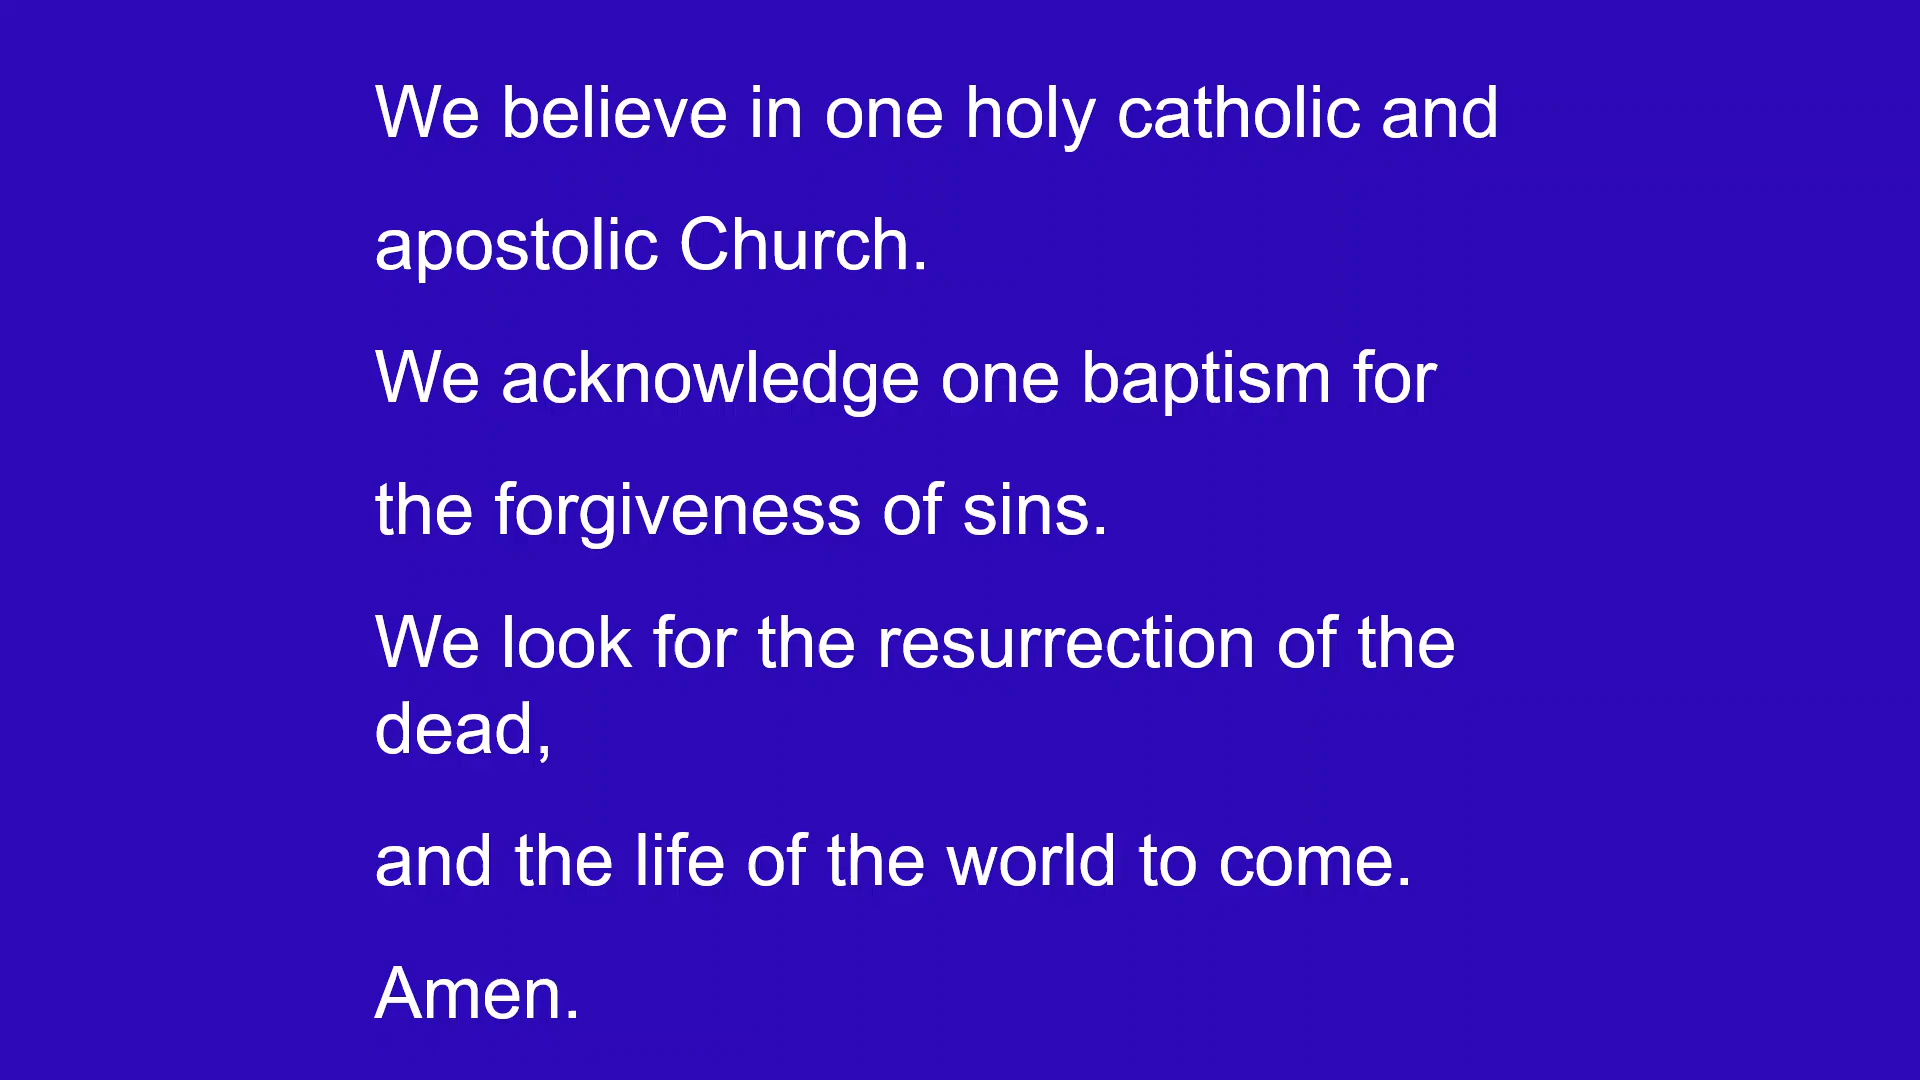 We believe in one holy catholic and
apostolic Church.
We acknowledge one baptism for
the forgiveness of sins.
We look for the resurrection of the
dead,
and the life of the world to come.
Amen.